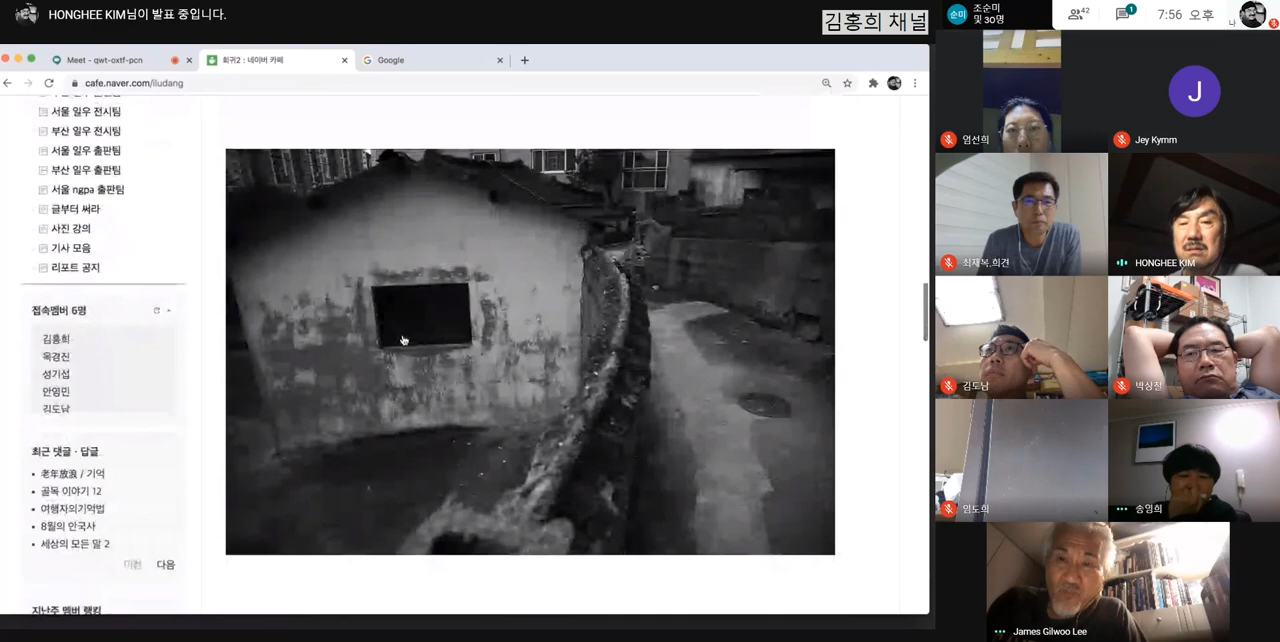 HONGHEE KIM님이 발표 중입니다.
김홍희 채널
순미
조순미
및 30명
42
1
7:56 오후
나
Meet - qwt-oxtf-pcn
회귀2 : 네이버 카페
Google
cafe.naver.com/iludang
서울 일우 전시팀
부산 일우 전시팀
서울 일우 출판팀
부산 일우 출판팀
서울 ngpa 출판팀
글부터 써라
사진 강의
기사 모음
리포트 공지
접속멤버 6명
김홍희
옥경진
성기섭
안영민
김도남
최근 댓글 · 답글
老年放浪 / 기억
골목 이야기 12
여행자의기억법
8월의 안국사
세상의 모든 말 2
이전 다음
지난주 멤버 랭킹
엄선희
J
Jey Kymm
최재복.희견
HONGHEE KIM
김도남
박상찬
임도희
송영희
James Gilwoo Lee